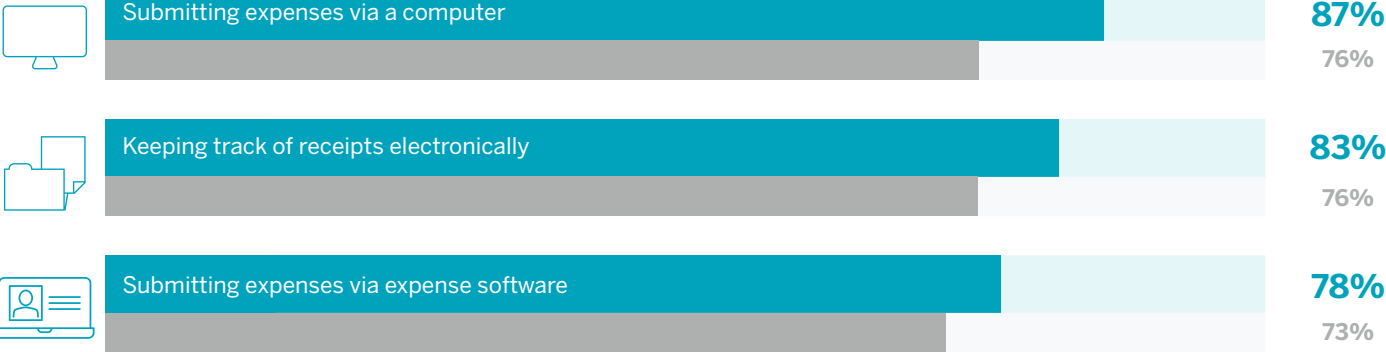 Submitting expenses via a computer
87%
76%
Keeping track of receipts electronically
83%
76%
Submitting expenses via expense software
78%
73%